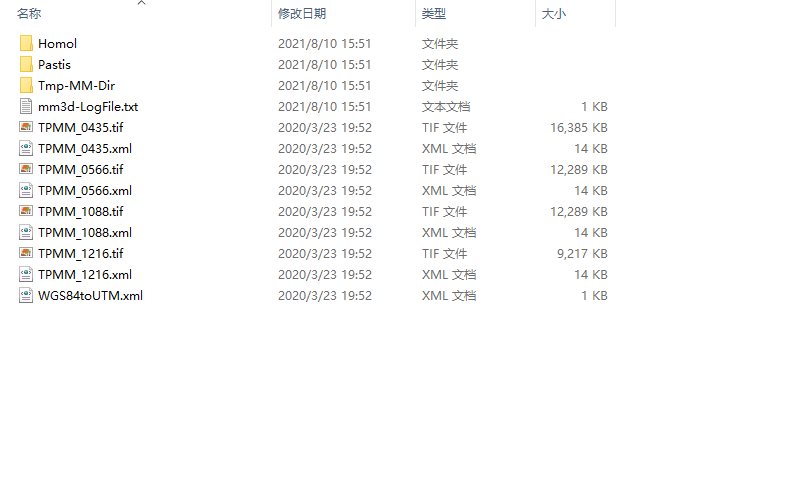 名称 修改日期 类型 大小
Homol 2021/8/10 15:51 文件夹
Pastis 2021/8/10 15:51 文件夹
Tmp-MM-Dir 2021/8/10 15:51 文件夹
mm3d-LogFile.txt 2021/8/10 15:51 文本文档 1 KB
TPMM_0435.tif 2020/3/23 19:52 TIF 文件 16,385 KB
TPMM_0435.xml 2020/3/23 19:52 XML 文档 14 KB
TPMM_0566.tif 2020/3/23 19:52 TIF 文件 12,289 KB
TPMM_0566.xml 2020/3/23 19:52 XML 文档 14 KB
TPMM_1088.tif 2020/3/23 19:52 TIF 文件 12,289 KB
TPMM_1088.xml 2020/3/23 19:52 XML 文档 14 KB
TPMM_1216.tif 2020/3/23 19:52 TIF 文件 9,217 KB
TPMM_1216.xml 2020/3/23 19:52 XML 文档 14 KB
WGS84toUTM.xml 2020/3/23 19:52 XML 文档 1 KB